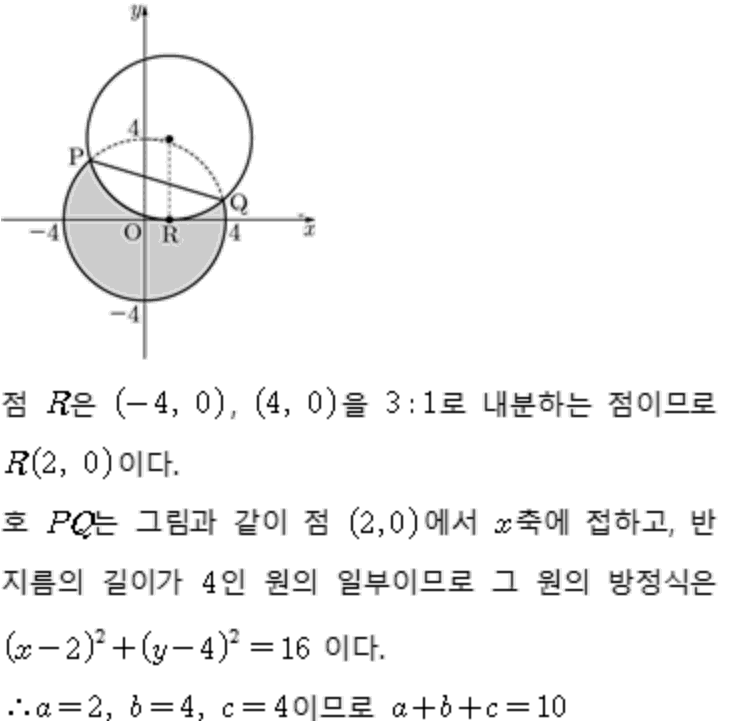 y
4
P
Q
-4
O
R
4
x
-4
점 R은 (-4, 0), (4, 0)을 3:1로 내분하는 점이므로
R(2, 0)이다.
호 PQ는 그림과 같이 점 (2,0)에서 x축에 접하고, 반
지름의 길이가 4인 원의 일부이므로 그 원의 방정식은
(x-2)²+(y-4)²=16 이다.
∴a=2, b=4, c=4이므로 a+b+c=10